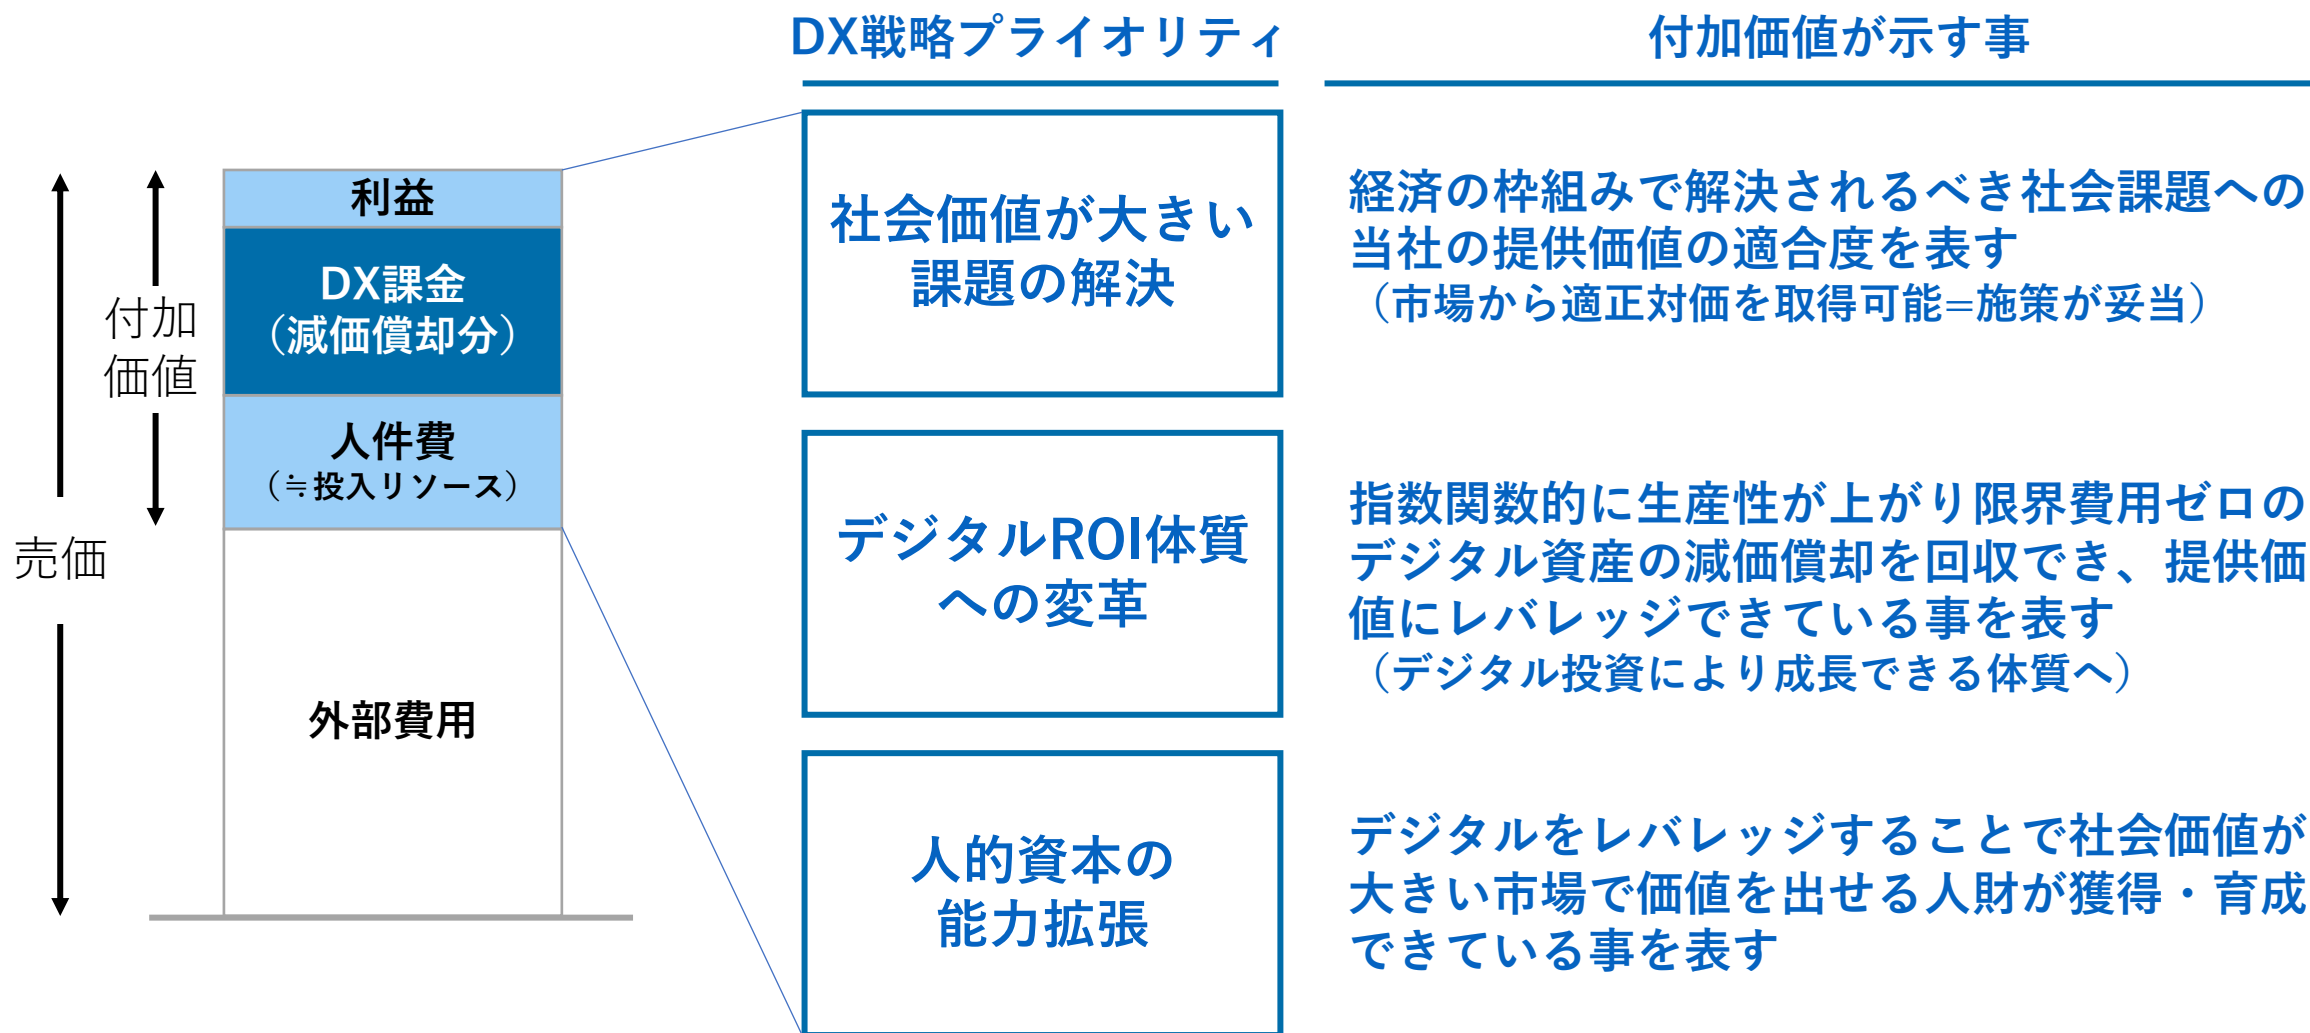 DX戦略プライオリティ
付加価値が示す事
売価
付加
価値
利益
DX課金
（減価償却分）
人件費
（≒投入リソース）
外部費用
社会価値が大きい
課題の解決
経済の枠組みで解決されるべき社会課題への
当社の提供価値の適合度を表す
（市場から適正対価を取得可能=施策が妥当）
デジタルROI体質
への変革
指数関数的に生産性が上がり限界費用ゼロの
デジタル資産の減価償却を回収でき、提供価
値にレバレッジできている事を表す
（デジタル投資により成長できる体質へ）
人的資本の
能力拡張
デジタルをレバレッジすることで社会価値が
大きい市場で価値を出せる人財が獲得・育成
できている事を表す